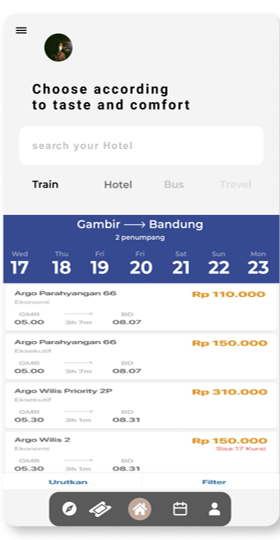 Choose according
to taste and comfort
search your Hotel
Train Hotel Bus Trevel
Gambir → Bandung
2 penumpang
Wed Thu Fri Fri Sat Sun Mon
17 18 19 20 21 22 23
Argo Parahyangan 66 Rp 110.000
Ekonomi
GMR → BD
05.00 3h 7m 08.07
Argo Parahyangan 66 Rp 150.000
Eksekutif
GMR → BD
05.00 3h 7m 08.07
Argo Wilis Priority 2P Rp 310.000
Eksekutif
GMR → BD
05.30 3h 1m 08.31
Argo Wilis 2 Rp 150.000
Ekonomi Sisa 17 Kursi
GMR → BD
05.30 3h 1m 08.31
Urutkan Filter